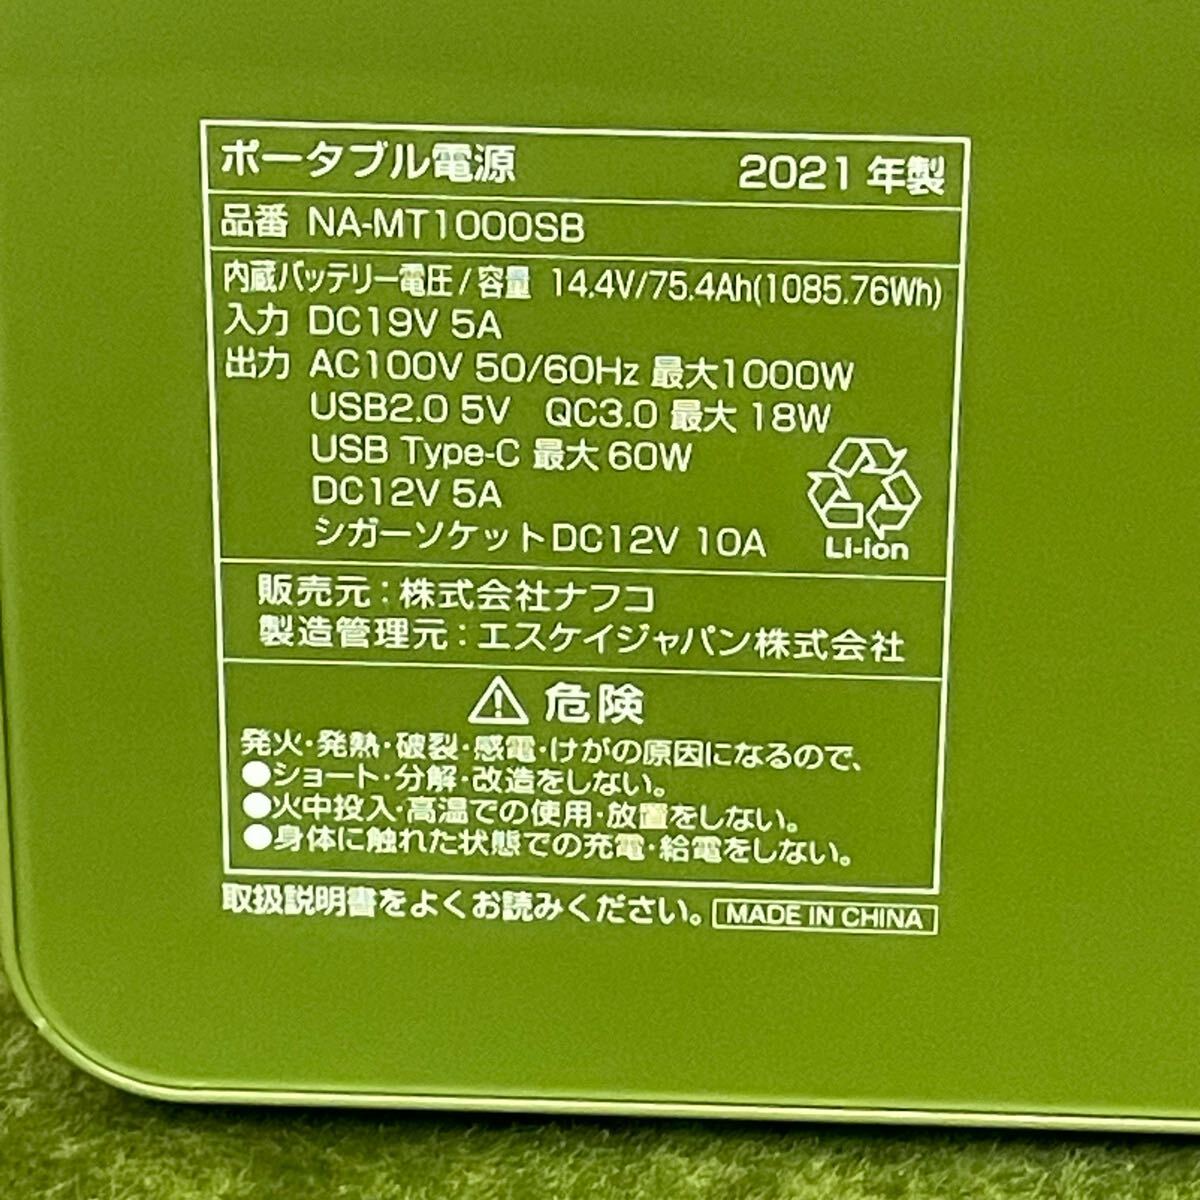 ポータブル電源 2021年製
品番 NA-MT1000SB
内蔵バッテリー電圧/容量 14.4V/75.4Ah(1085.76Wh)
入力 DC19V 5A
出力 AC100V 50/60Hz 最大1000W
USB2.0 5V QC3.0 最大 18W
USB Type-C 最大 60W
DC12V 5A
シガーソケットDC12V 10A
Li-ion
販売元：株式会社ナフコ
製造管理元：エスケイジャパン株式会社
⚠ 危険
発火・発熱・破裂・感電・けがの原因になるので、
●ショート・分解・改造をしない。
●火中投入・高温での使用・放置をしない。
●身体に触れた状態での充電・給電をしない。
取扱説明書をよくお読みください。 MADE IN CHINA